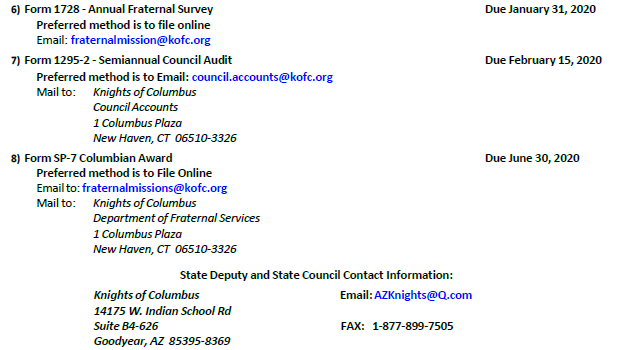 6) Form 1728 - Annual Fraternal Survey Due January 31, 2020
Preferred method is to file online
Email: fraternalmission@kofc.org
7) Form 1295-2 - Semiannual Council Audit Due February 15, 2020
Preferred method is to Email: council.accounts@kofc.org
Mail to: Knights of Columbus
Council Accounts
1 Columbus Plaza
New Haven, CT 06510-3326
8) Form SP-7 Columbian Award Due June 30, 2020
Preferred method is to File Online
Email to: fraternalmissions@kofc.org
Mail to: Knights of Columbus
Department of Fraternal Services
1 Columbus Plaza
New Haven, CT 06510-3326
State Deputy and State Council Contact Information:
Knights of Columbus Email: AZKnights@Q.com
14175 W. Indian School Rd
Suite B4-626 FAX: 1-877-899-7505
Goodyear, AZ 85395-8369